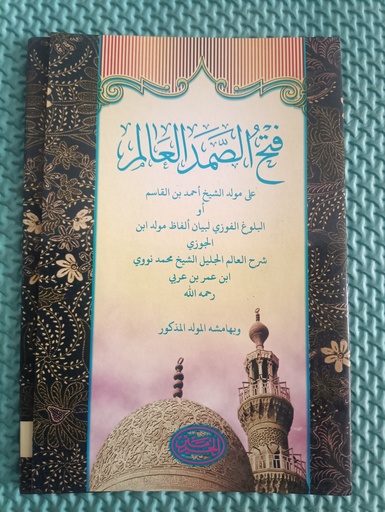 فتح الصمد العالم
على مولد الشيخ أحمد بن القاسم
أو
البلوغ الفوزي لبيان ألفاظ مولد ابن
الجوزي
شرح العالم الجليل الشيخ محمد نووي
ابن عمر بن عربي
رحمه الله
وبهامشه المولد المذكور